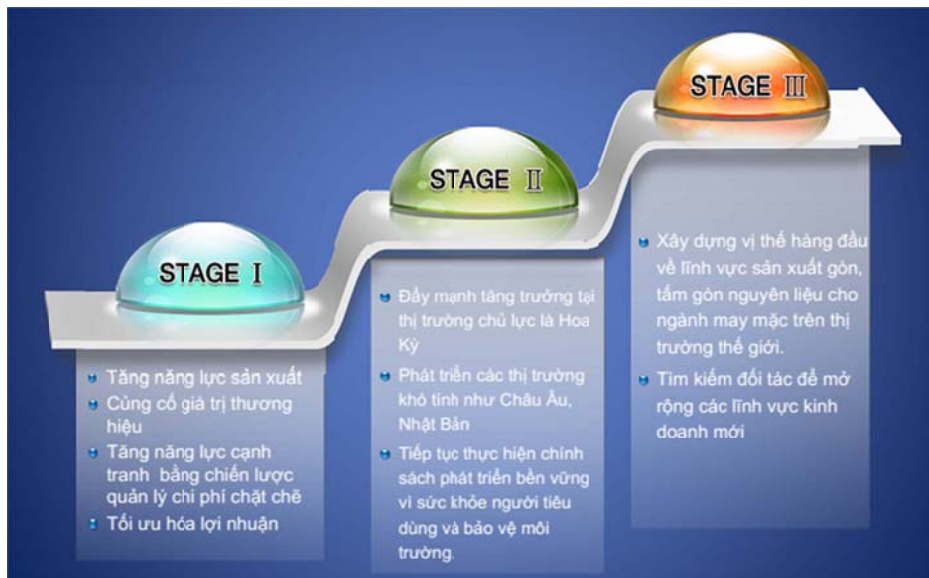 STAGE I
Tăng năng lực sản xuất
Củng cố giá trị thương
hiệu
Tăng năng lực cạnh
tranh bằng chiến lược
quản lý chi phí chặt chẽ
Tối ưu hóa lợi nhuận
STAGE II
Đẩy mạnh tăng trưởng tại
thị trường chủ lực là Hoa
Kỳ
Phát triển các thị trường
khó tính như Châu Âu,
Nhật Bản
Tiếp tục thực hiện chính
sách phát triển bền vững
vì sức khỏe người tiêu
dùng và bảo vệ môi
trường.
STAGE III
Xây dựng vị thế hàng đầu
về lĩnh vực sản xuất gòn,
tấm gòn nguyên liệu cho
ngành may mặc trên thị
trường thế giới.
Tìm kiếm đối tác để mở
rộng các lĩnh vực kinh
doanh mới